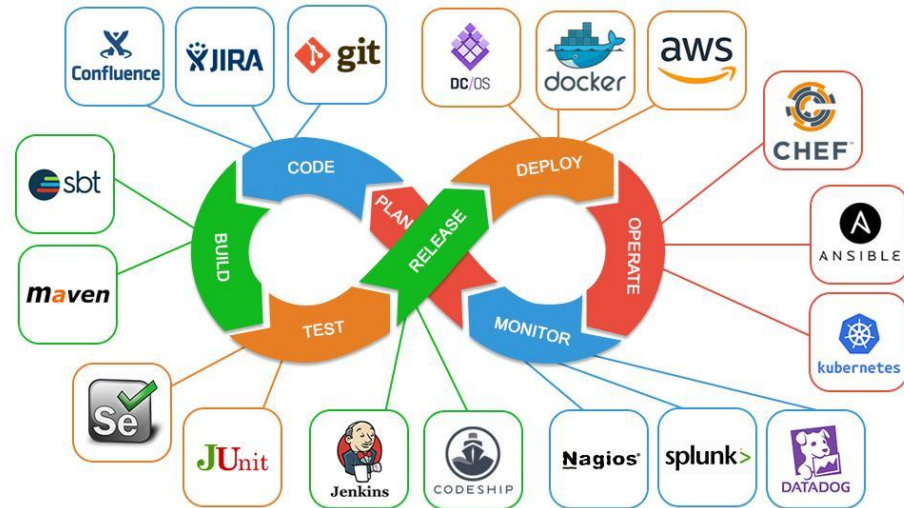 Confluence
JIRA
git
DC/OS
docker
aws
CHEF™
sbt
CODE
DEPLOY
PLAN
RELEASE
BUILD
OPERATE
ANSIBLE
maven
TEST
MONITOR
kubernetes
Se
JUnit
Jenkins
CODESHIP
Nagios®
splunk>
DATADOG